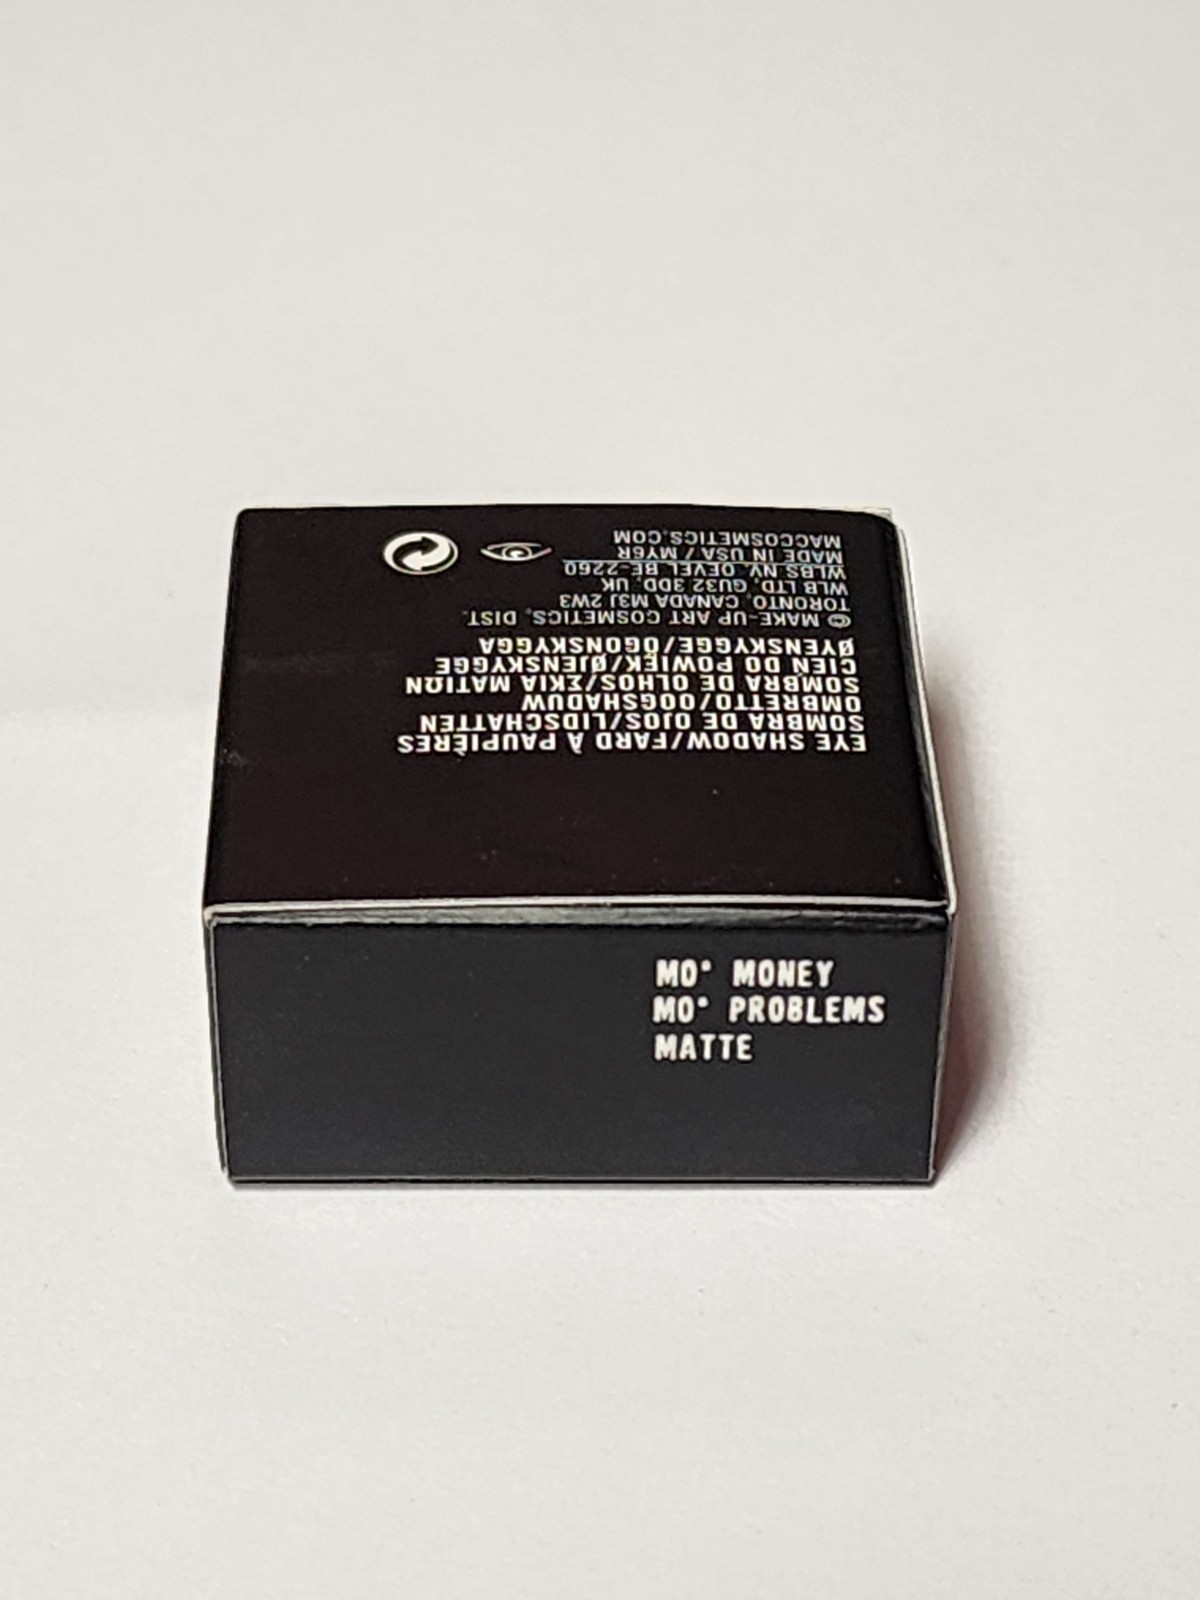 EYE SHADOW/FARD À PAUPIÈRES
SOMBRA DE OJOS/LIDSCHATTEN
OMBRETTO/OOGSHADUW
SOMBRA DE OLHOS/ΣΚΙΑ ΜΑΤΙΩΝ
CIEN DO POWIEK/ØJENSKYGGE
ØYENSKYGGE/ÖGONSKYGGA
© MAKE-UP ART COSMETICS, DIST.
TORONTO, CANADA M3J 2W3
WLB LTD, GU32 3DD, UK
WLBS NV, OEVEL BE-2260
MADE IN USA / MY6R
MACCOSMETICS.COM
MO' MONEY
MO' PROBLEMS
MATTE